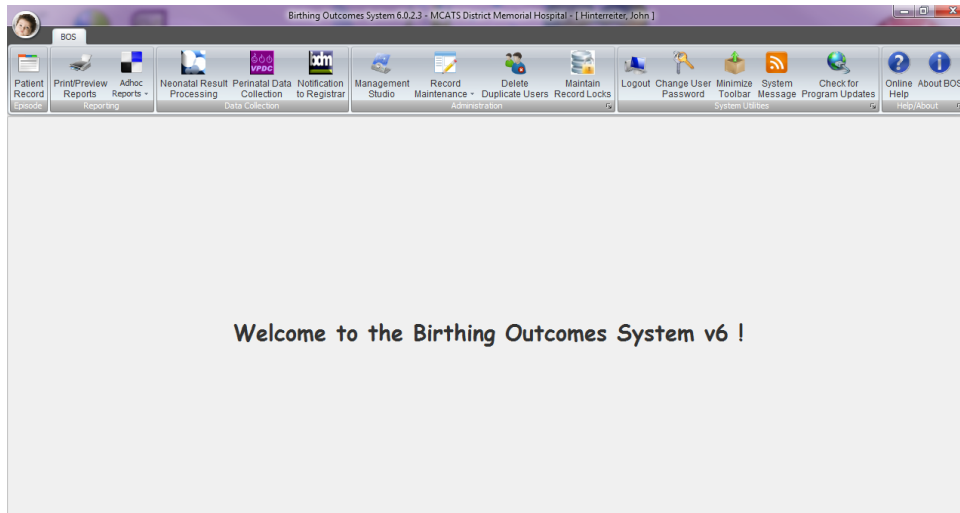 Birthing Outcomes System 6.0.2.3 - MCATS District Memorial Hospital - [ Hinterreiter, John ]
BOS
VPDC
bdm
Patient Record
Print/Preview Reports
Adhoc Reports
Neonatal Result Processing
Perinatal Data Collection
Notification to Registrar
Management Studio
Record Maintenance
Delete Duplicate Users
Maintain Record Locks
Logout
Change User Password
Minimize Toolbar
System Message
Check for Program Updates
Online Help
About BOS
Episode
Reporting
Data Collection
Administration
System Utilities
Help/About
Welcome to the Birthing Outcomes System v6 !